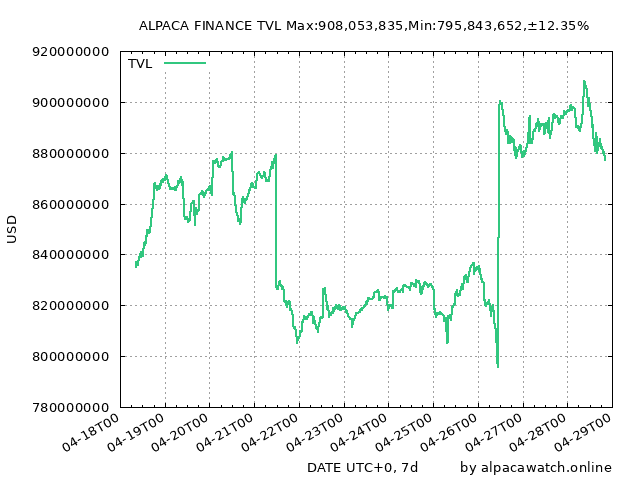 ALPACA FINANCE TVL Max:908,053,835,Min:795,843,652,±12.35%
TVL
920000000
900000000
880000000
860000000
840000000
820000000
800000000
780000000
USD
04-18T00
04-19T00
04-20T00
04-21T00
04-22T00
04-23T00
04-24T00
04-25T00
04-26T00
04-27T00
04-28T00
04-29T00
DATE UTC+0, 7d
by alpacawatch.online